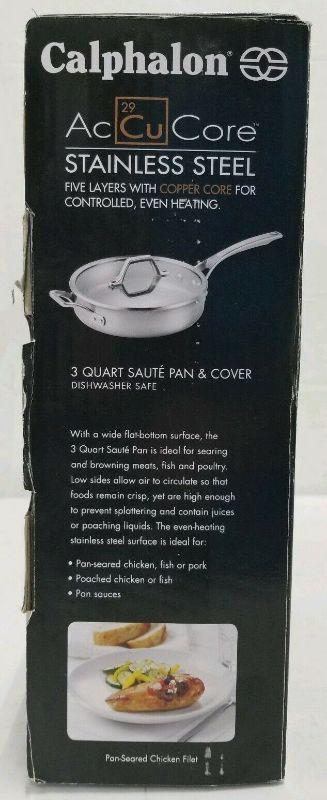 Calphalon®
29
AcCuCore™
STAINLESS STEEL
FIVE LAYERS WITH COPPER CORE FOR
CONTROLLED, EVEN HEATING.
3 QUART SAUTÉ PAN & COVER
DISHWASHER SAFE
With a wide flat-bottom surface, the
3 Quart Sauté Pan is ideal for searing
and browning meats, fish and poultry.
Low sides allow air to circulate so that
foods remain crisp, yet are high enough
to prevent splattering and contain juices
or poaching liquids. The even-heating
stainless steel surface is ideal for:
• Pan-seared chicken, fish or pork
• Poached chicken or fish
• Pan sauces
Pan-Seared Chicken Filet